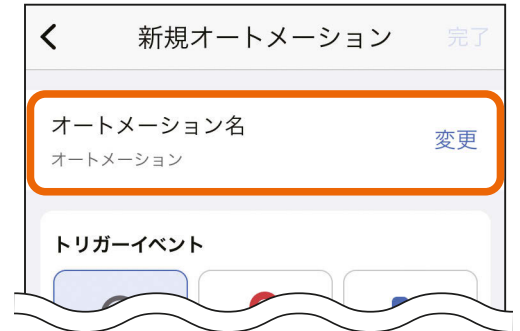 新規オートメーション 完了
オートメーション名
変更
オートメーション
トリガーイベント